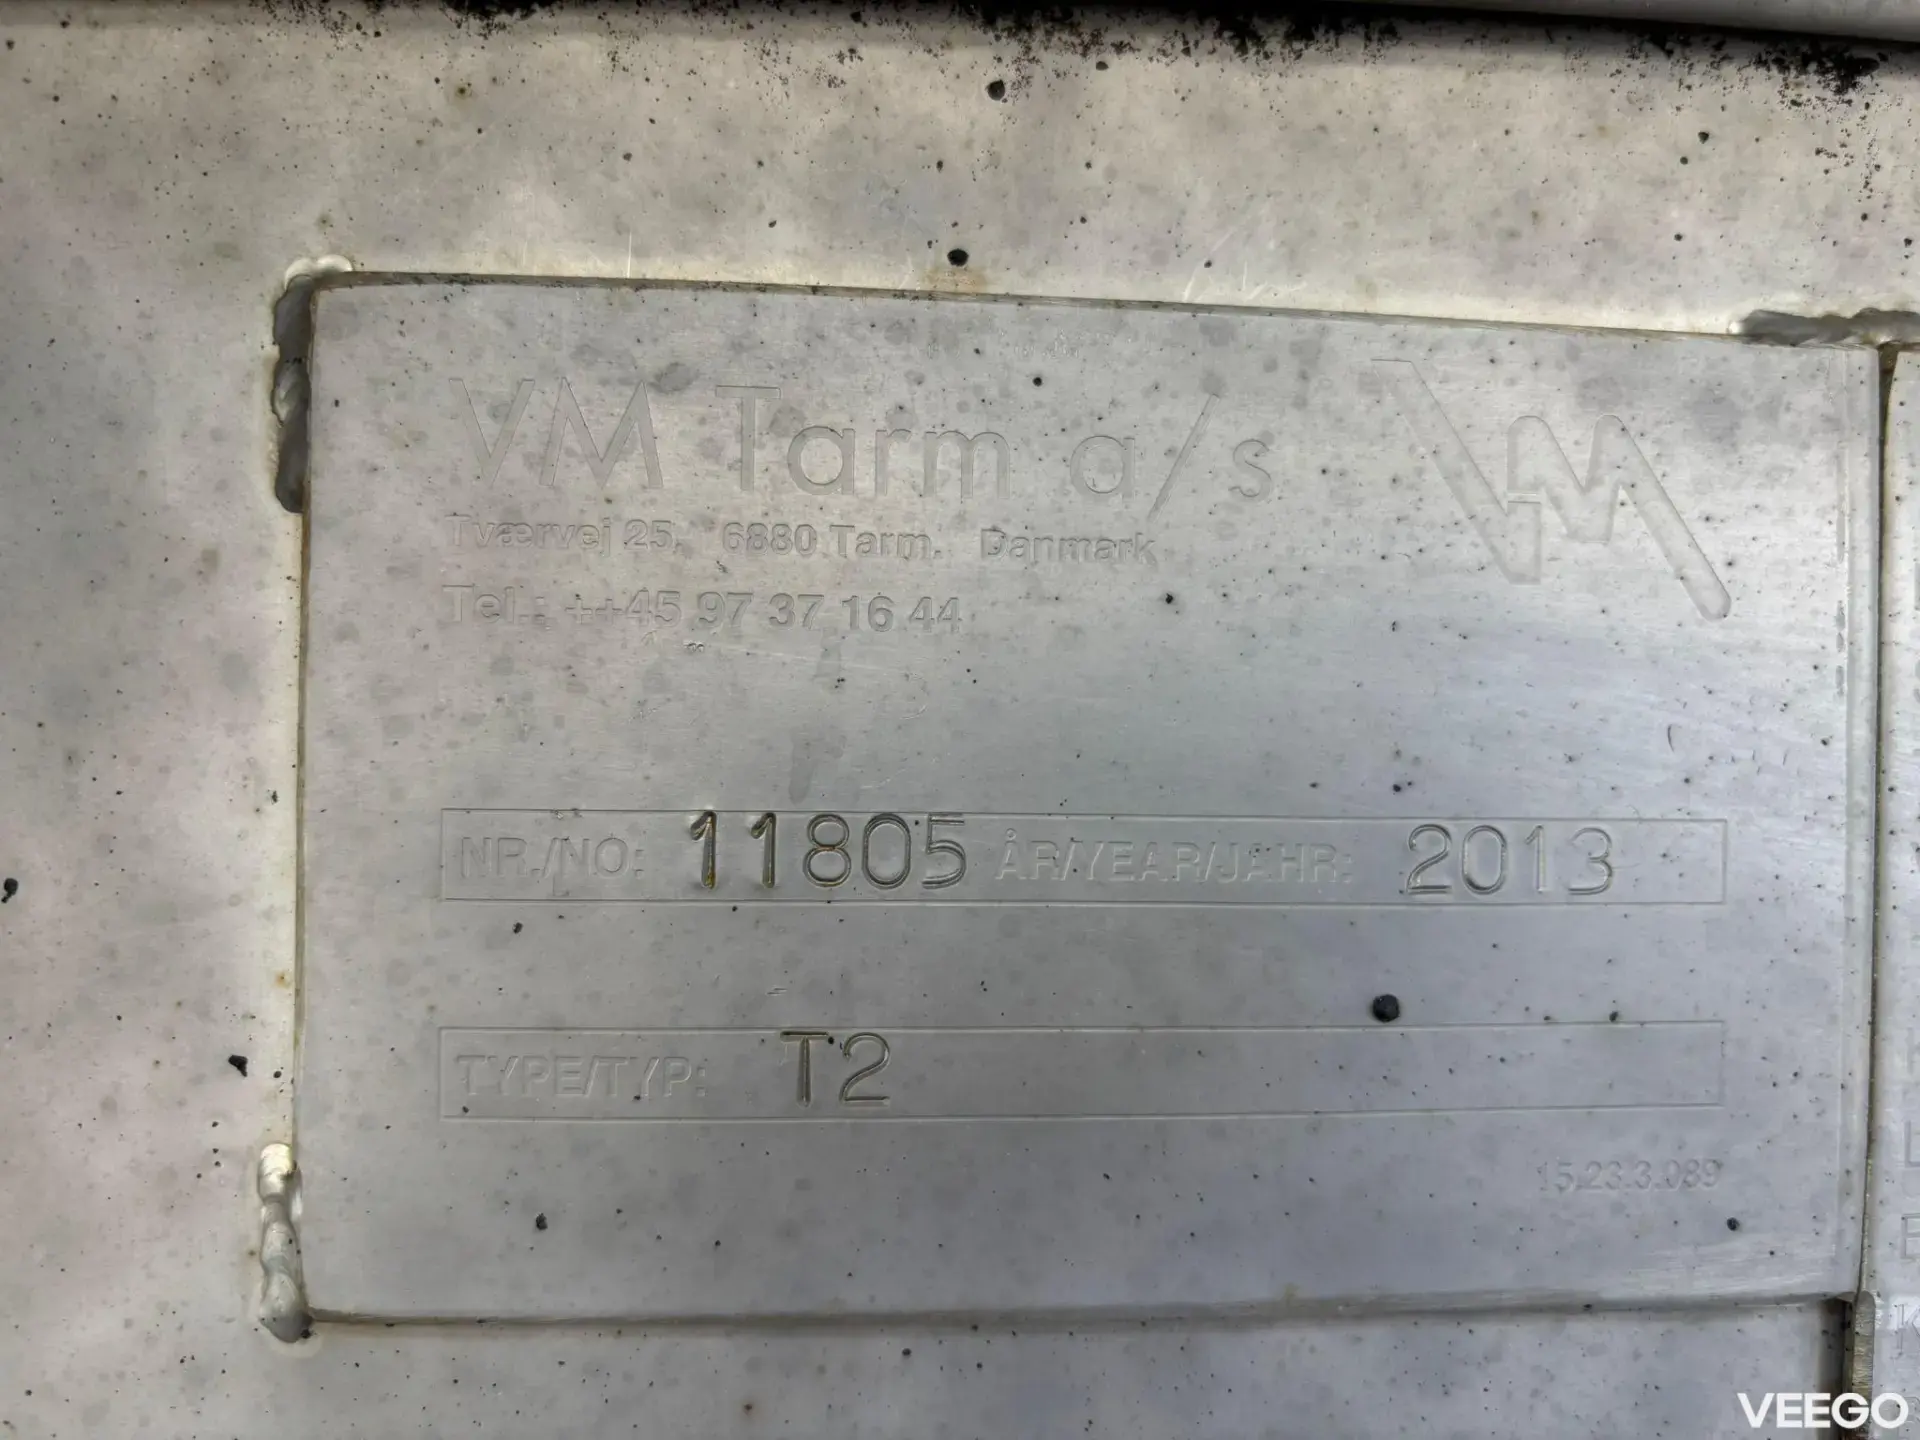 VM Tarm a/s VM
Tværvej 25, 6880 Tarm. Danmark
Tel.: ++45 97 37 16 44
NR./NO: 11805 ÅR/YEAR/JAHR: 2013
TYPE/TYP: T2
15.23.3.089
VEEGO